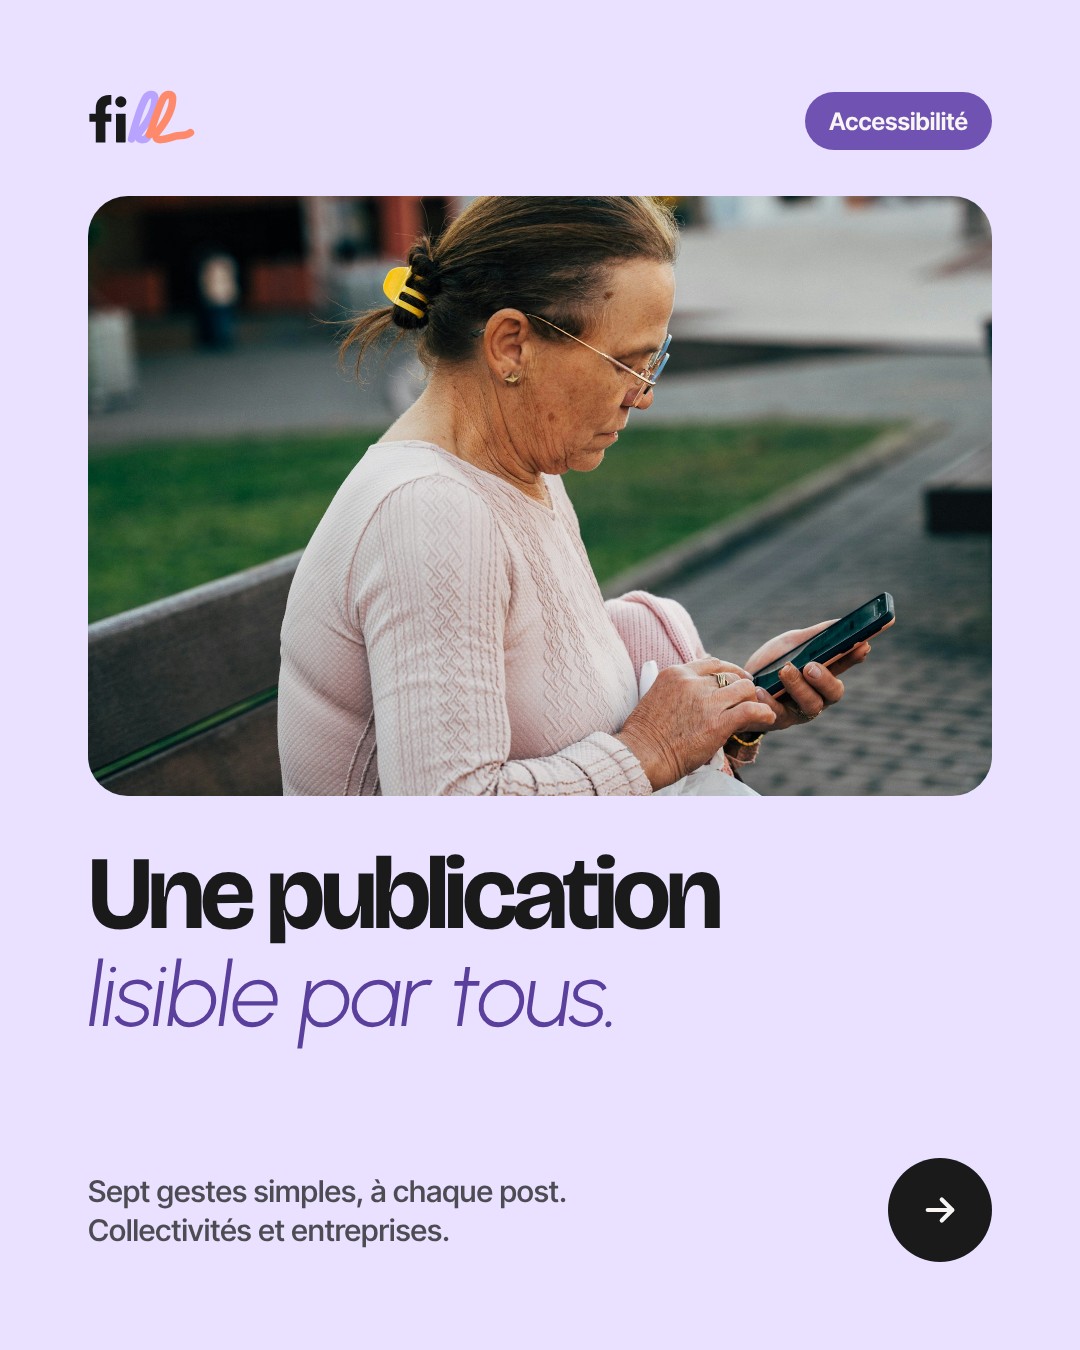 fill
Accessibilité
Une publication
lisible par tous.
Sept gestes simples, à chaque post.
Collectivités et entreprises.